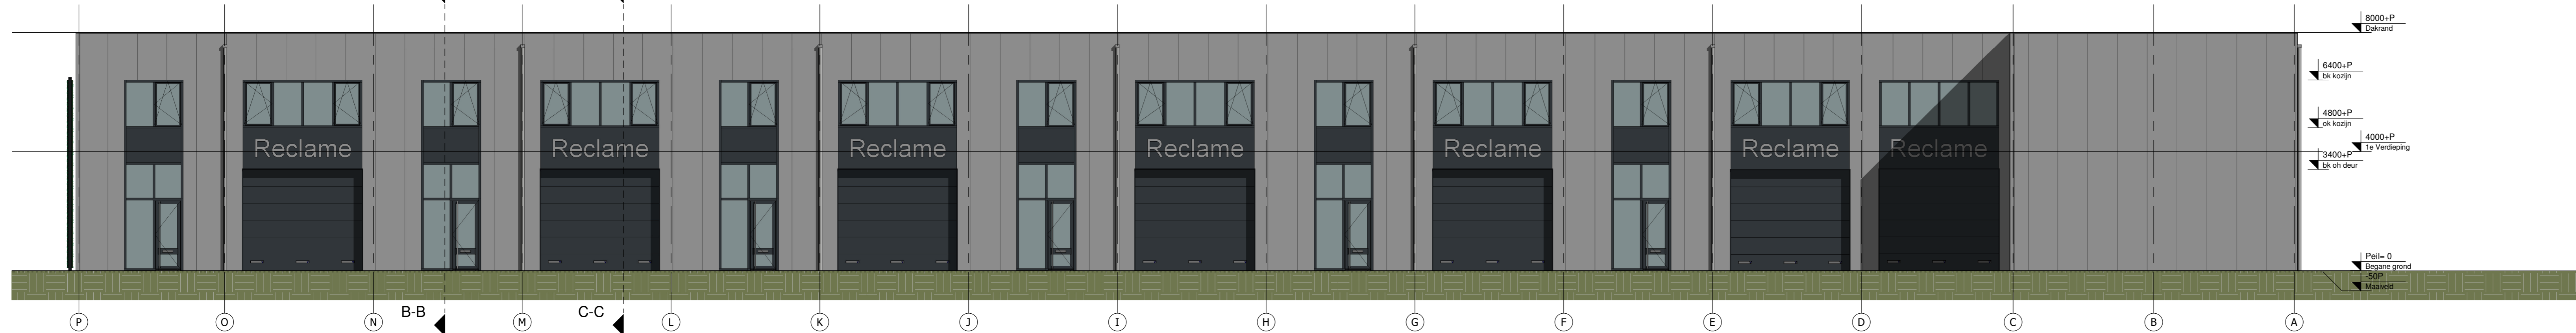 8000+P
Dakrand
6400+P
bk kozijn
4800+P
ok kozijn
4000+P
1e Verdieping
3400+P
bk oh deur
Reclame Reclame Reclame Reclame Reclame Reclame Reclame
Peil= 0
Begane grond
-50P
Maaiveld
B-B C-C
P O N M L K J I H G F E D C B A